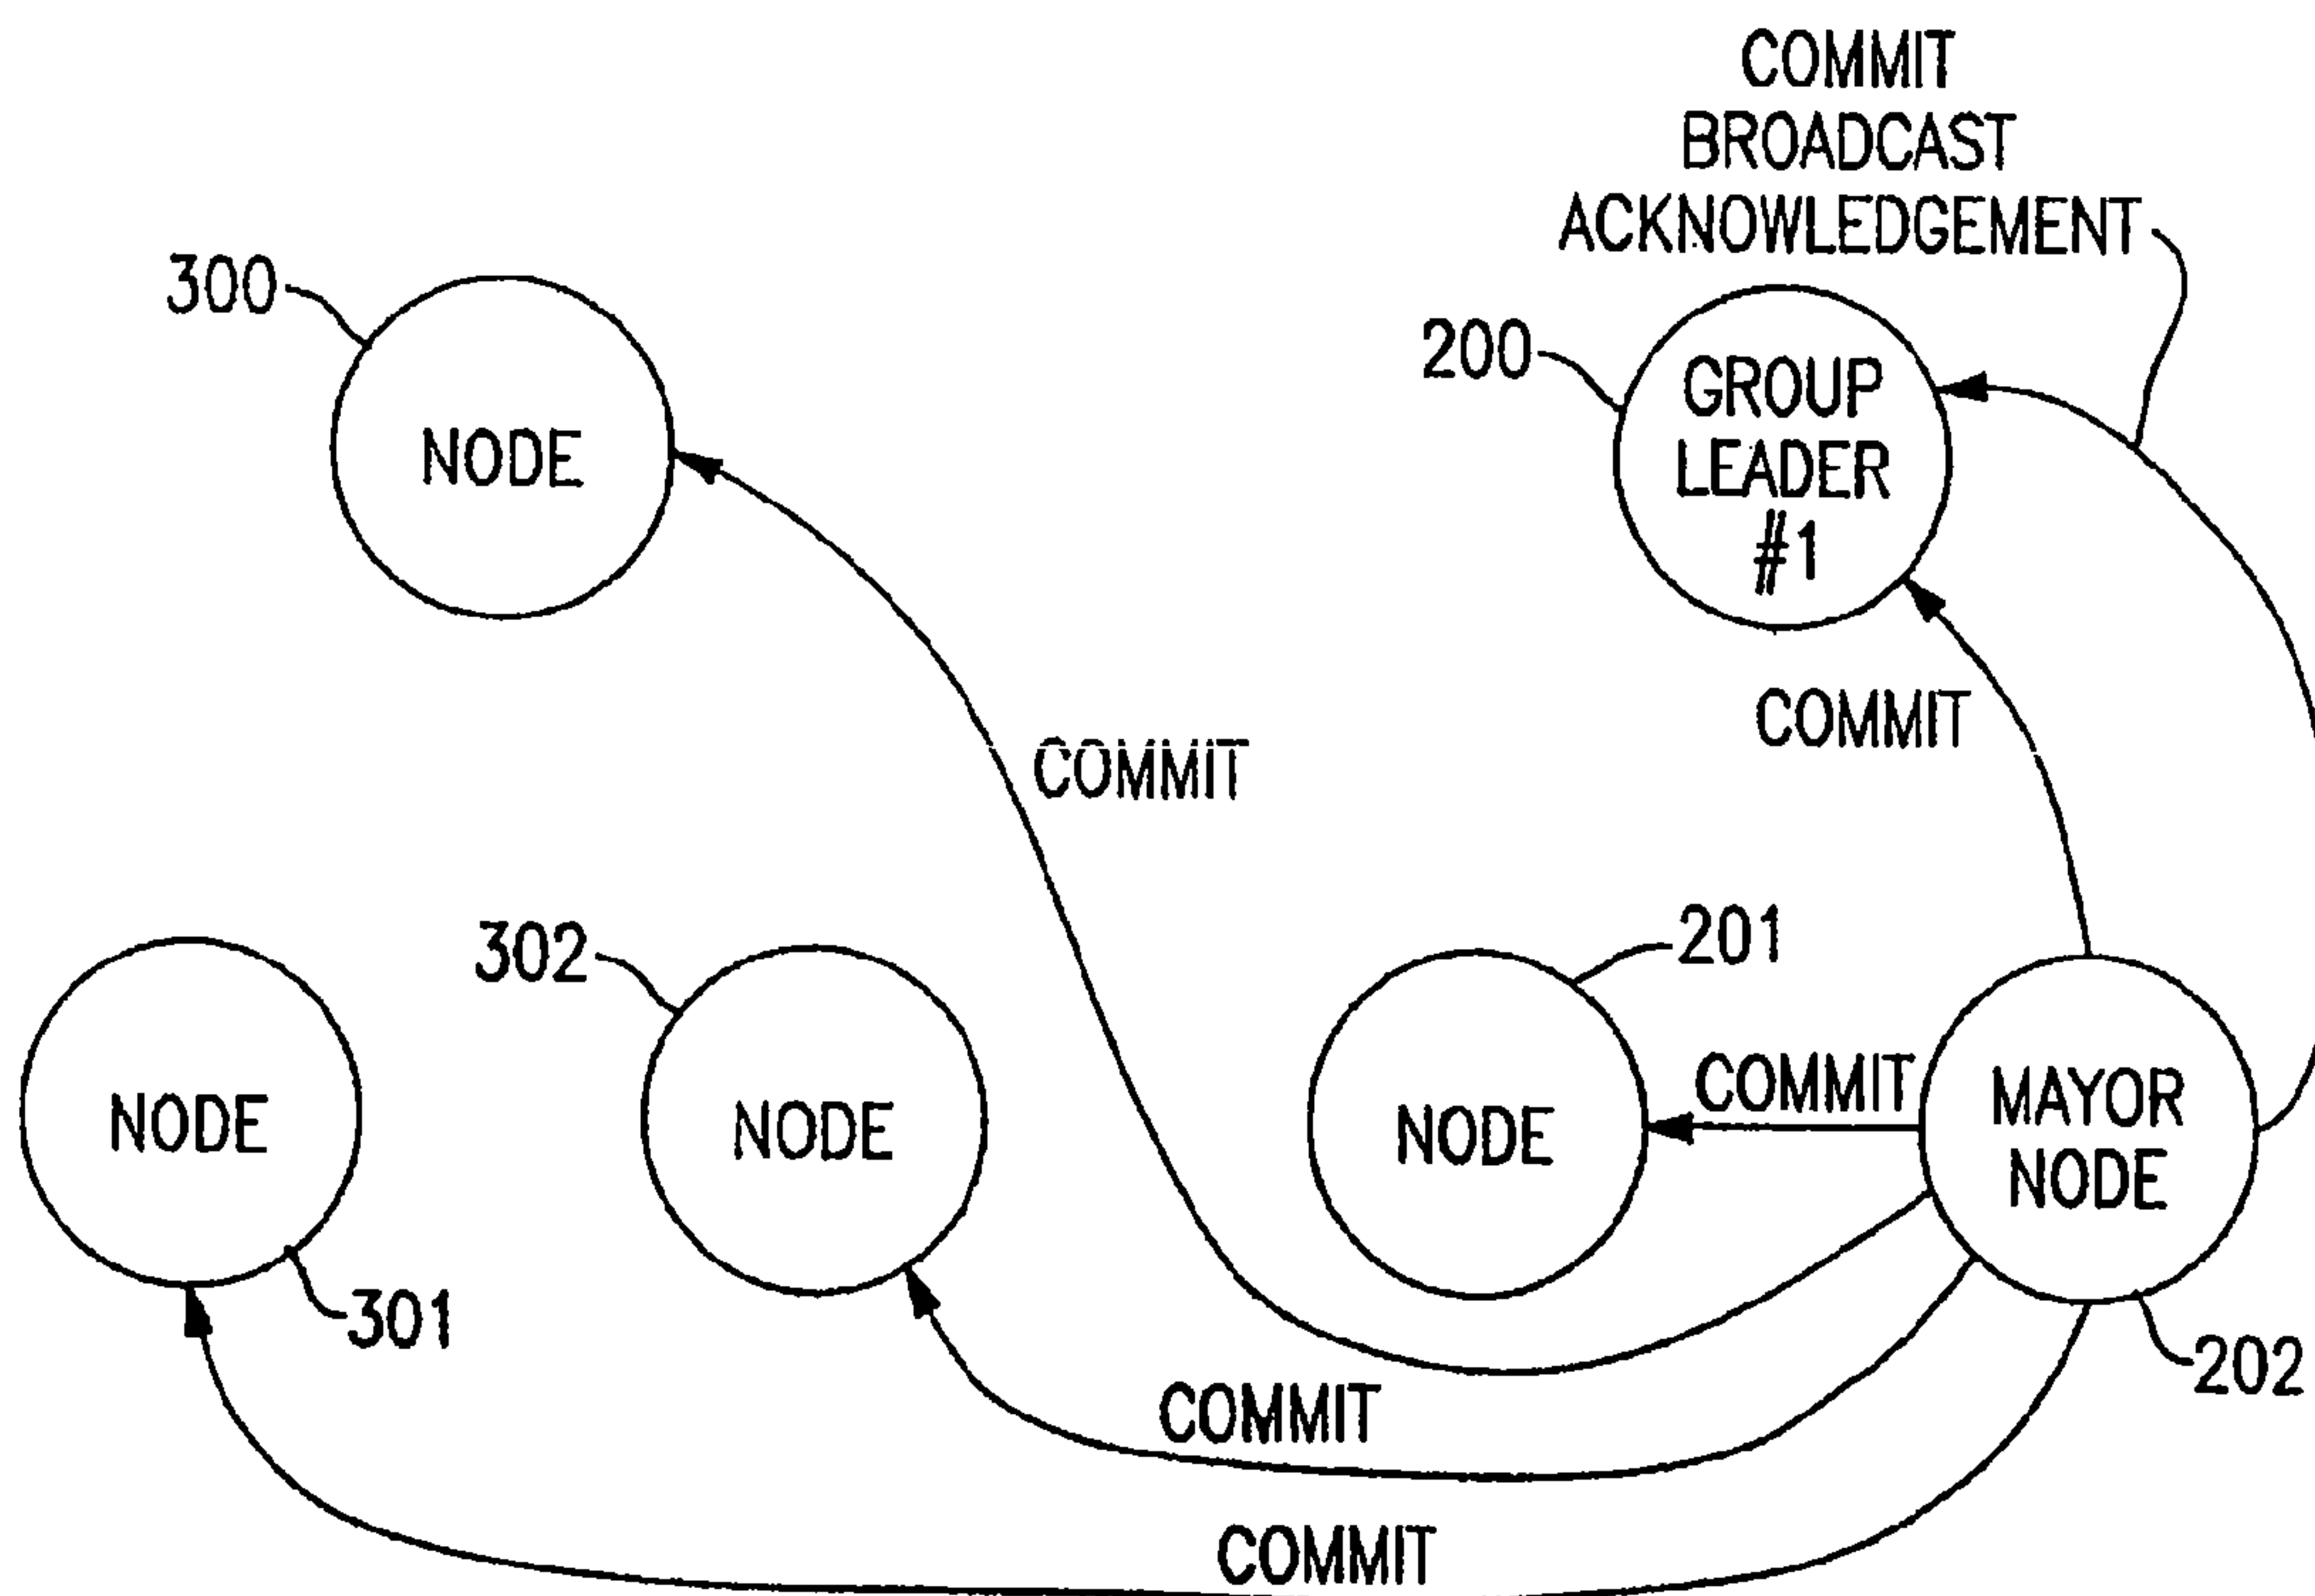 COMMIT
BROADCAST
ACKNOWLEDGEMENT
300
NODE
200
GROUP
LEADER
#1
COMMIT
COMMIT
302
201
NODE
NODE
NODE
COMMIT
MAYOR
NODE
301
202
COMMIT
COMMIT